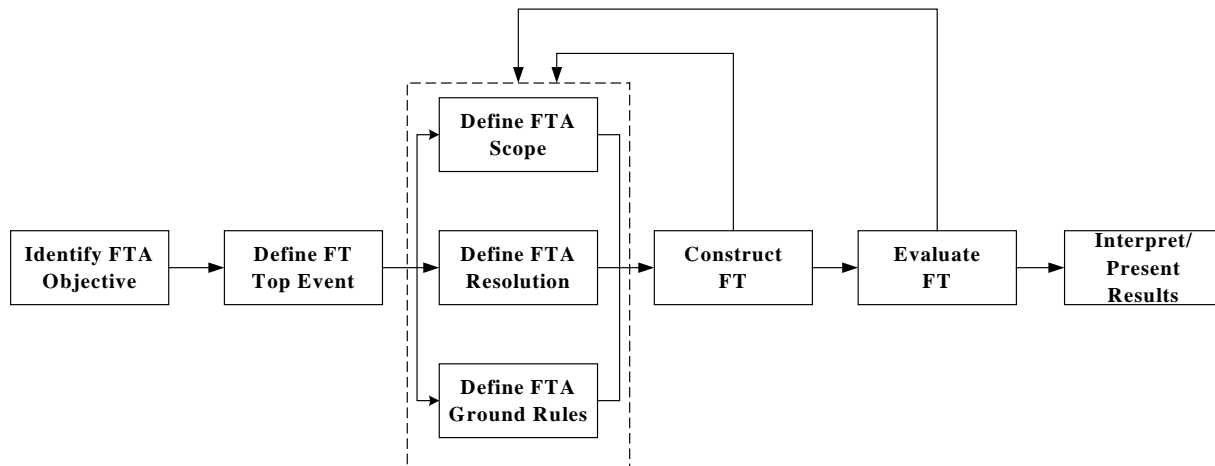 Identify FTA
Objective
Define FT
Top Event
Define FTA
Scope
Define FTA
Resolution
Define FTA
Ground Rules
Construct
FT
Evaluate
FT
Interpret/
Present
Results